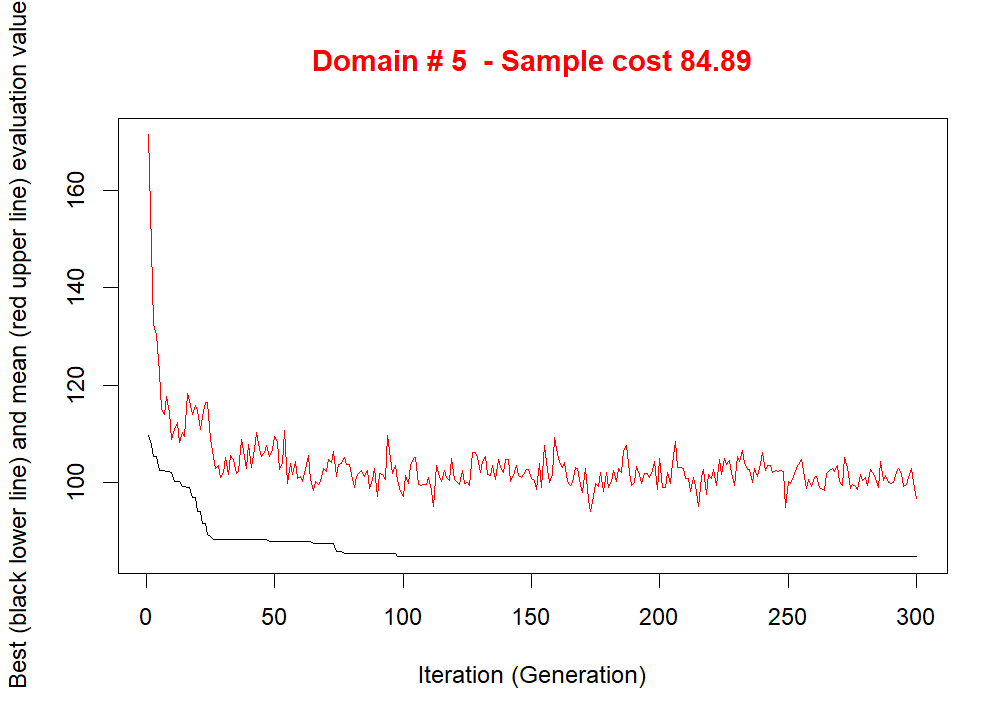 Domain # 5  - Sample cost 84.89
Best (black lower line) and mean (red upper line) evaluation value
160
140
120
100
0 50 100 150 200 250 300
Iteration (Generation)